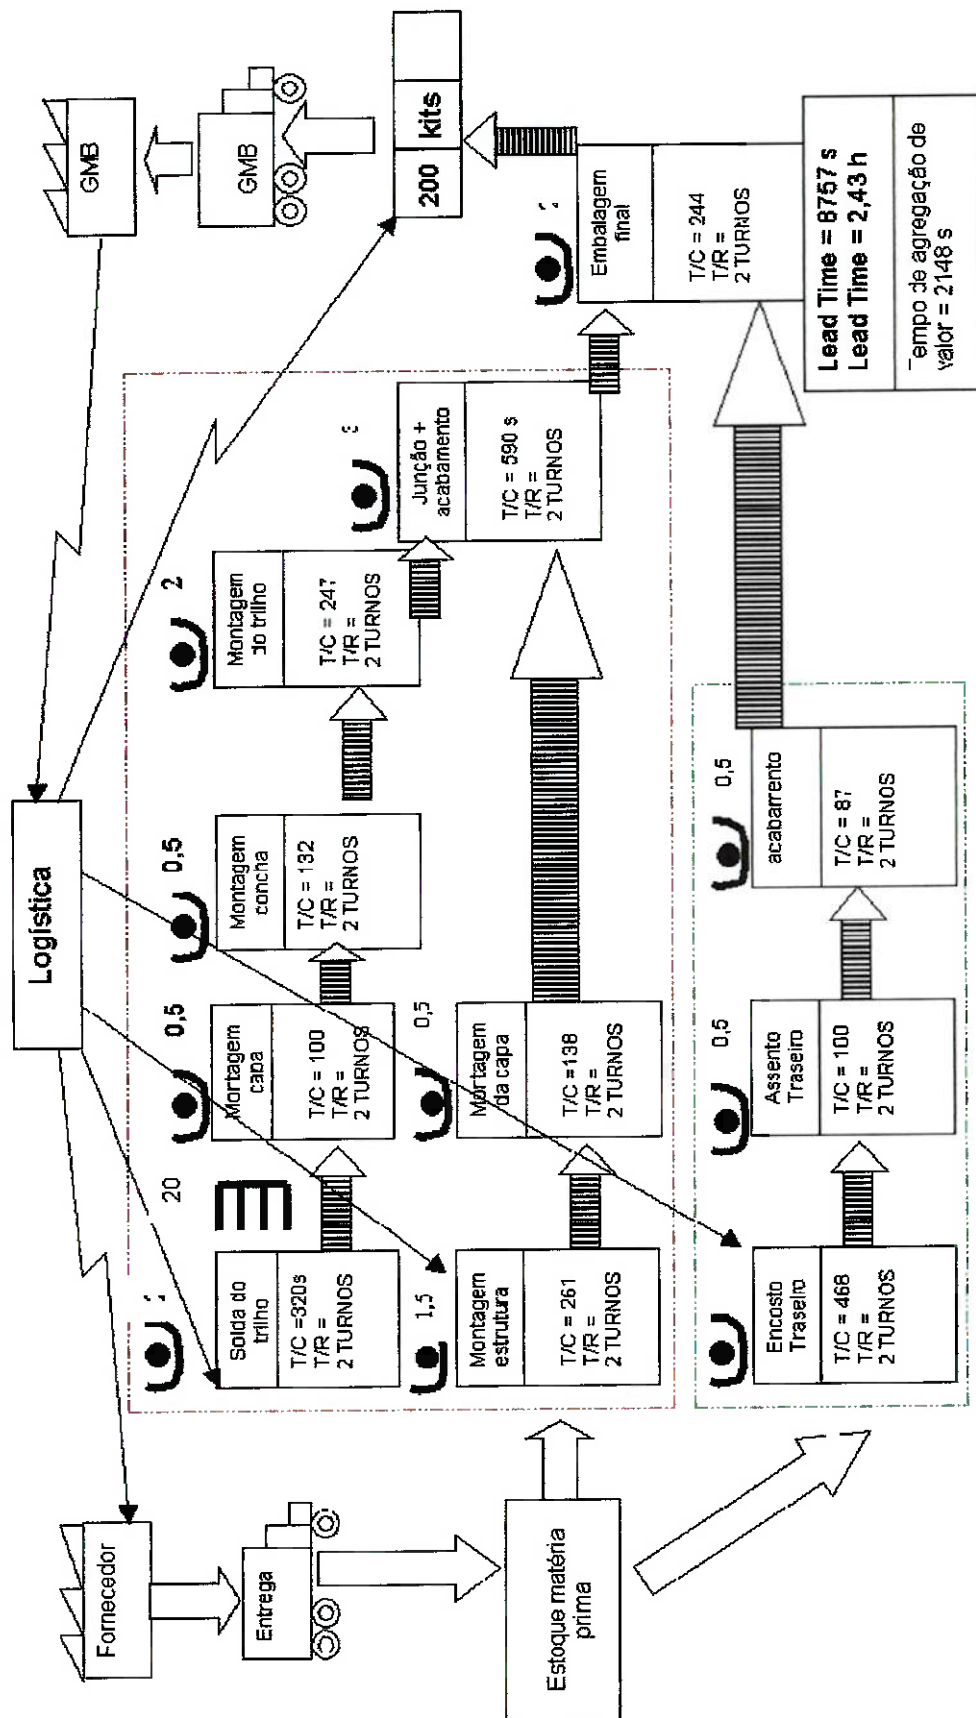 Logística
Fornecedor
Entrega
Estoque matéria
prima
GMB
GMB
200
kits
Solda do
trilho
T/C =320s
T/R =
2 TURNOS
20
Mortagem
capa
T/C = 100
T/R =
2 TURNOS
0,5
Montagem
concha
T/C = 132
T/R =
2 TURNOS
0,5
Montagem
do trilho
T/C = 247
T/R =
2 TURNOS
2
Junção +
acabamento
T/C = 590 s
T/R =
2 TURNOS
Montagem
estrutura
T/C = 261
T/R =
2 TURNOS
1,5
Mortagem
da capa
T/C =138
T/R =
2 TURNOS
0,5
Embalagem
final
T/C = 244
T/R =
2 TURNOS
Encosto
Traseiro
T/C = 468
T/R =
2 TURNOS
Assento
Traseiro
T/C = 100
T/R =
2 TURNOS
0,5
acabarrento
T/C = 87
T/R =
2 TURNOS
0,5
Lead Time = 8757 s
Lead Time = 2,43 h
Tempo de agregação de
valor = 2148 s